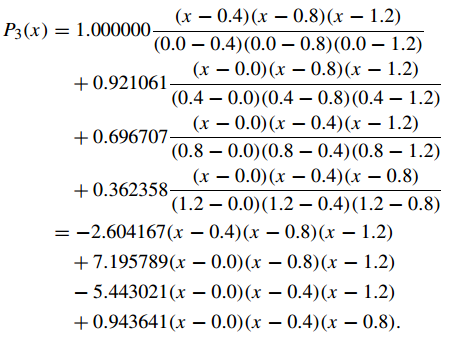 P₃(x) = 1.000000 (x − 0.4)(x − 0.8)(x − 1.2) / (0.0 − 0.4)(0.0 − 0.8)(0.0 − 1.2)
+ 0.921061 (x − 0.0)(x − 0.8)(x − 1.2) / (0.4 − 0.0)(0.4 − 0.8)(0.4 − 1.2)
+ 0.696707 (x − 0.0)(x − 0.4)(x − 1.2) / (0.8 − 0.0)(0.8 − 0.4)(0.8 − 1.2)
+ 0.362358 (x − 0.0)(x − 0.4)(x − 0.8) / (1.2 − 0.0)(1.2 − 0.4)(1.2 − 0.8)
= −2.604167(x − 0.4)(x − 0.8)(x − 1.2)
+ 7.195789(x − 0.0)(x − 0.8)(x − 1.2)
− 5.443021(x − 0.0)(x − 0.4)(x − 1.2)
+ 0.943641(x − 0.0)(x − 0.4)(x − 0.8).